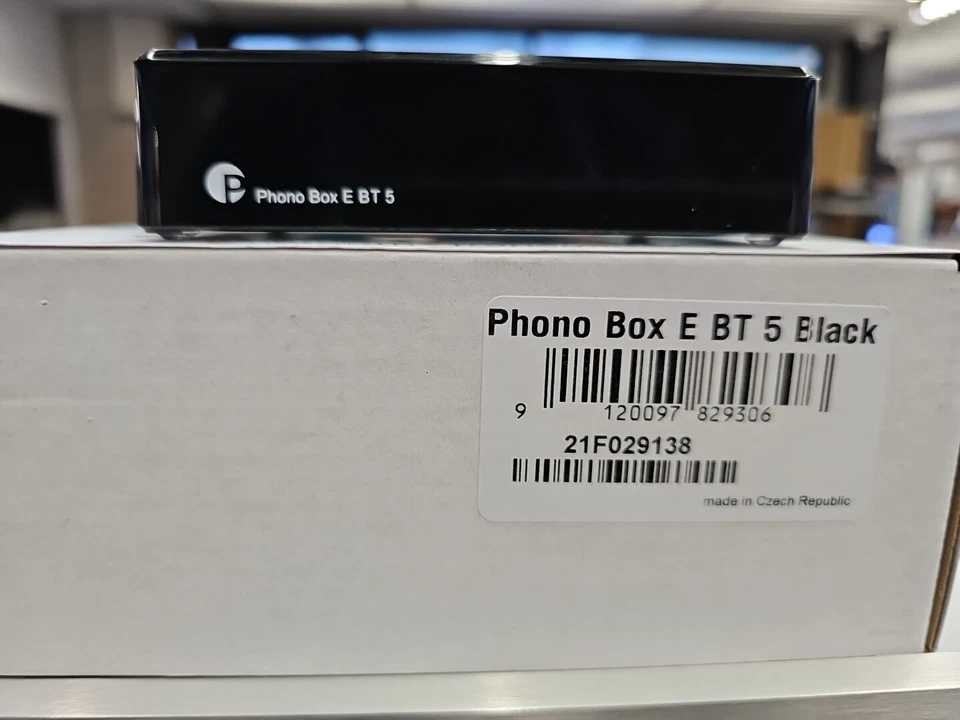 P Phono Box E BT 5
Phono Box E BT 5 Black
9 120097 829306
21F029138
made in Czech Republic